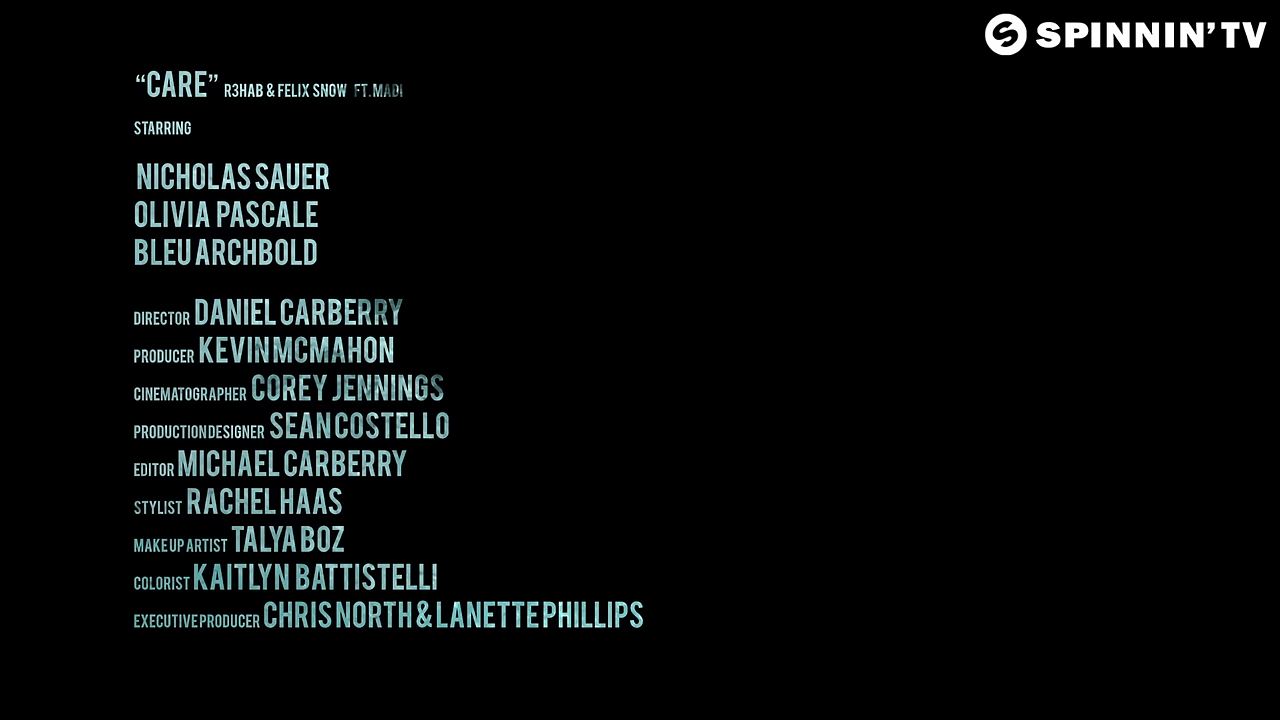 SPINNIN' TV
“CARE” R3HAB & FELIX SNOW FT. MADI
STARRING
NICHOLAS SAUER
OLIVIA PASCALE
BLEU ARCHBOLD
DIRECTOR DANIEL CARBERRY
PRODUCER KEVIN MCMAHON
CINEMATOGRAPHER COREY JENNINGS
PRODUCTION DESIGNER SEAN COSTELLO
EDITOR MICHAEL CARBERRY
STYLIST RACHEL HAAS
MAKE UP ARTIST TALYA BOZ
COLORIST KAITLYN BATTISTELLI
EXECUTIVE PRODUCER CHRIS NORTH & LANETTE PHILLIPS